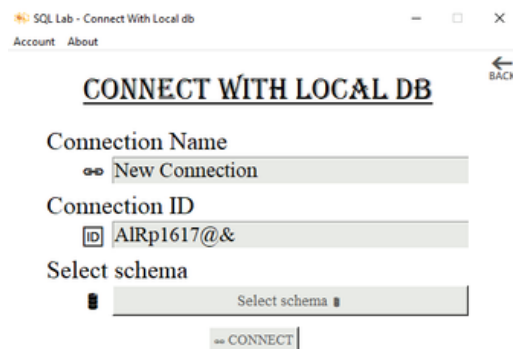 SQL Lab - Connect With Local db
Account About
BACK
CONNECT WITH LOCAL DB
Connection Name
New Connection
Connection ID
ID AlRp1617@&
Select schema
Select schema
CONNECT